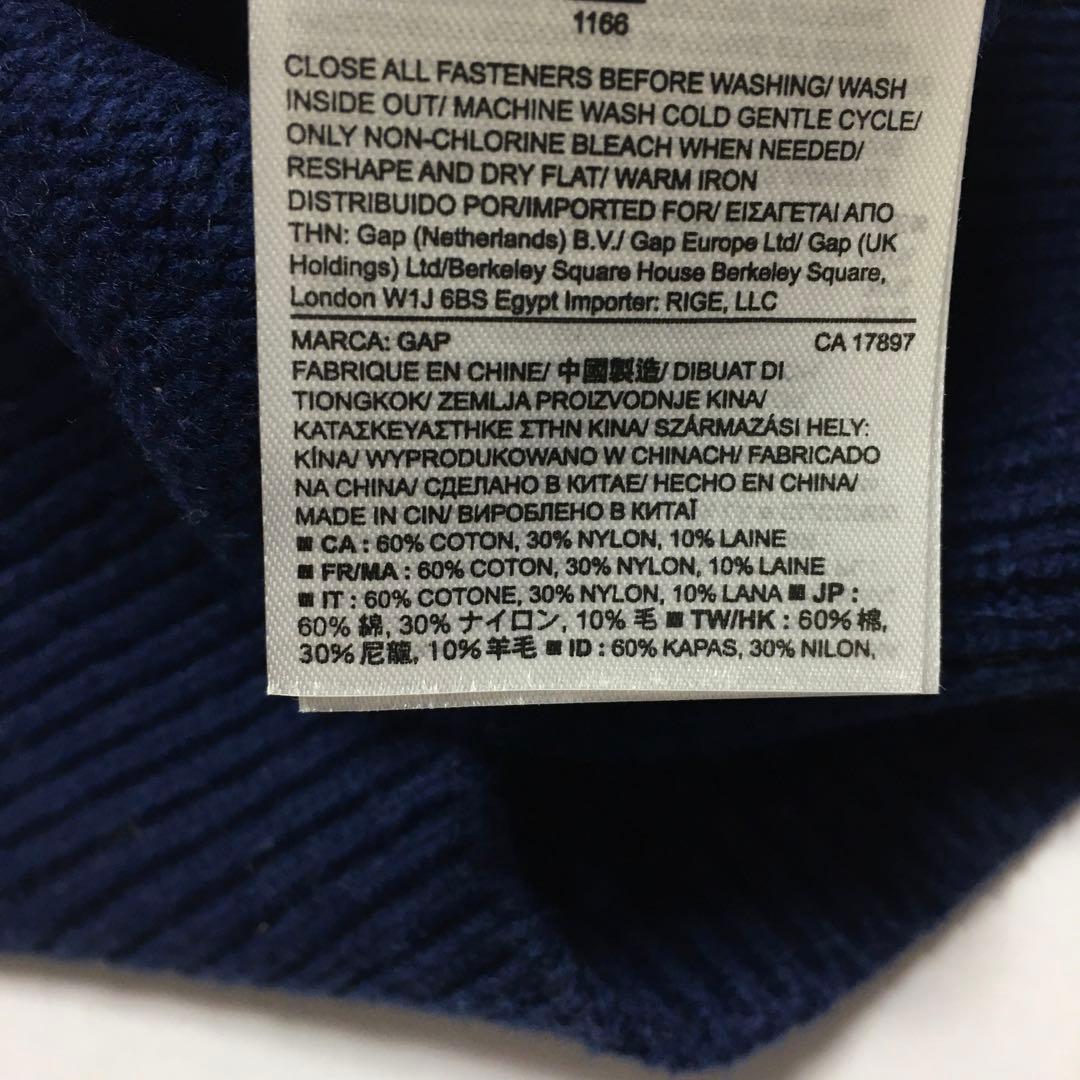 1166
CLOSE ALL FASTENERS BEFORE WASHING/ WASH
INSIDE OUT/ MACHINE WASH COLD GENTLE CYCLE/
ONLY NON-CHLORINE BLEACH WHEN NEEDED/
RESHAPE AND DRY FLAT/ WARM IRON
DISTRIBUIDO POR/IMPORTED FOR/ ΕΙΣΑΓΕΤΑΙ ΑΠΟ
THN: Gap (Netherlands) B.V./ Gap Europe Ltd/ Gap (UK
Holdings) Ltd/Berkeley Square House Berkeley Square,
London W1J 6BS Egypt Importer: RIGE, LLC
MARCA: GAP CA 17897
FABRIQUE EN CHINE/ 中國製造/ DIBUAT DI
TIONGKOK/ ZEMLJA PROIZVODNJE KINA/
ΚΑΤΑΣΚΕΥΑΣΤΗΚΕ ΣΤΗΝ ΚΙΝΑ/ SZÁRMAZÁSI HELY:
KÍNA/ WYPRODUKOWANO W CHINACH/ FABRICADO
NA CHINA/ СДЕЛАНО В КИТАЕ/ HECHO EN CHINA/
MADE IN CIN/ ВИРОБЛЕНО В КИТАЇ
■ CA : 60% COTON, 30% NYLON, 10% LAINE
■ FR/MA : 60% COTON, 30% NYLON, 10% LAINE
■ IT : 60% COTONE, 30% NYLON, 10% LANA ■ JP :
60% 綿, 30% ナイロン, 10% 毛 ■ TW/HK : 60% 棉,
30% 尼龍, 10% 羊毛 ■ ID : 60% KAPAS, 30% NILON,